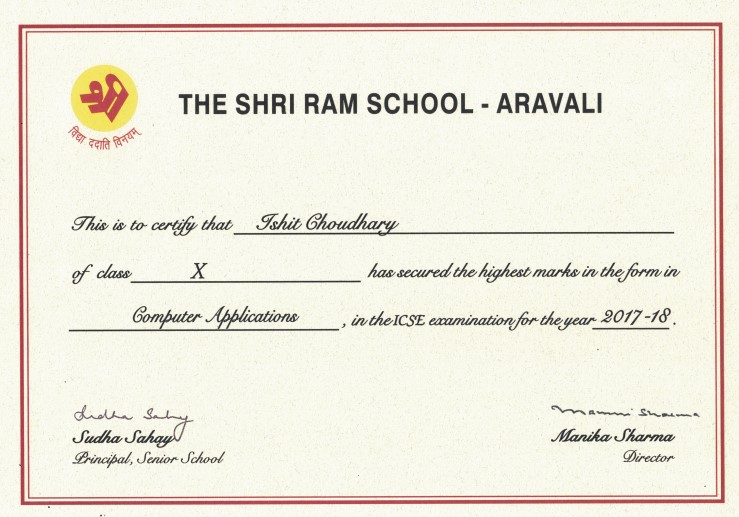 THE SHRI RAM SCHOOL - ARAVALI
विद्या ददाति विनयम्
This is to certify that Ishit Choudhary
of class X has secured the highest marks in the form in
Computer Applications , in the ICSE examination for the year 2017-18 .
Sudha Sahay Manni Sharma
Sudha Sahay Manika Sharma
Principal, Senior School Director